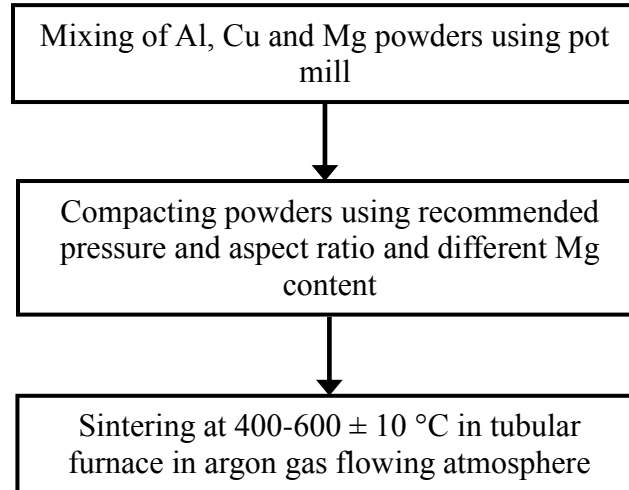 Mixing of Al, Cu and Mg powders using pot
mill
Compacting powders using recommended
pressure and aspect ratio and different Mg
content
Sintering at 400-600 ± 10 °C in tubular
furnace in argon gas flowing atmosphere